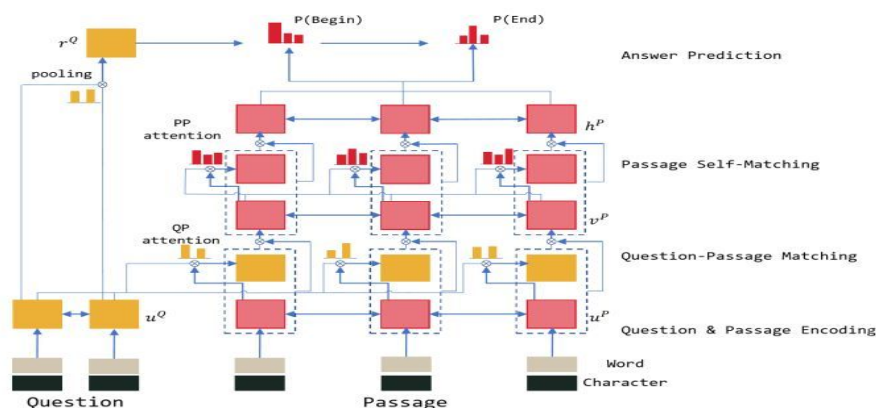 P(Begin)
P(End)
r^Q
Answer Prediction
pooling
PP
attention
h^P
Passage Self-Matching
QP
attention
v^P
Question-Passage Matching
u^Q
u^P
Question & Passage Encoding
Word
Character
Question
Passage